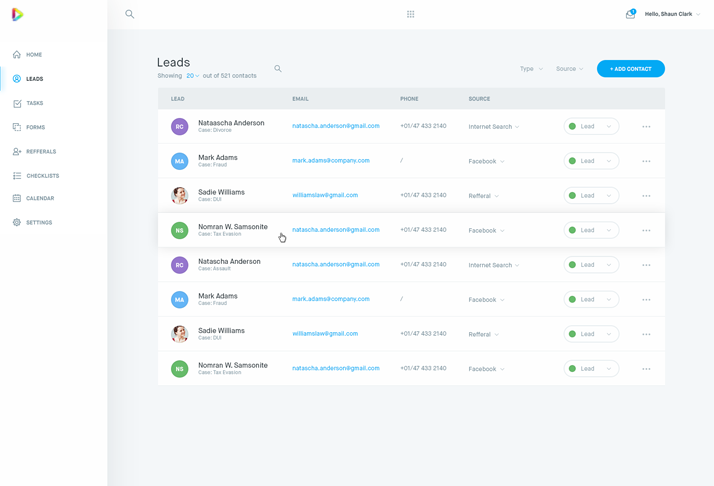 1
Hello, Shaun Clark
HOME
LEADS
TASKS
FORMS
REFFERALS
CHECKLISTS
CALENDAR
SETTINGS
Leads
Showing 20 out of 521 contacts
Type
Source
+ ADD CONTACT
LEAD EMAIL PHONE SOURCE
RC Nataascha Anderson natascha.anderson@gmail.com +01/47 433 2140 Internet Search Lead
Case: Divorce
MA Mark Adams mark.adams@company.com / Facebook Lead
Case: Fraud
Sadie Williams williamslaw@gmail.com +01/47 433 2140 Refferal Lead
Case: DUI
NS Nomran W. Samsonite natascha.anderson@gmail.com +01/47 433 2140 Facebook Lead
Case: Tax Evasion
RC Natascha Anderson natascha.anderson@gmail.com +01/47 433 2140 Internet Search Lead
Case: Assault
MA Mark Adams mark.adams@company.com / Facebook Lead
Case: Fraud
Sadie Williams williamslaw@gmail.com +01/47 433 2140 Refferal Lead
Case: DUI
NS Nomran W. Samsonite natascha.anderson@gmail.com +01/47 433 2140 Facebook Lead
Case: Tax Evasion